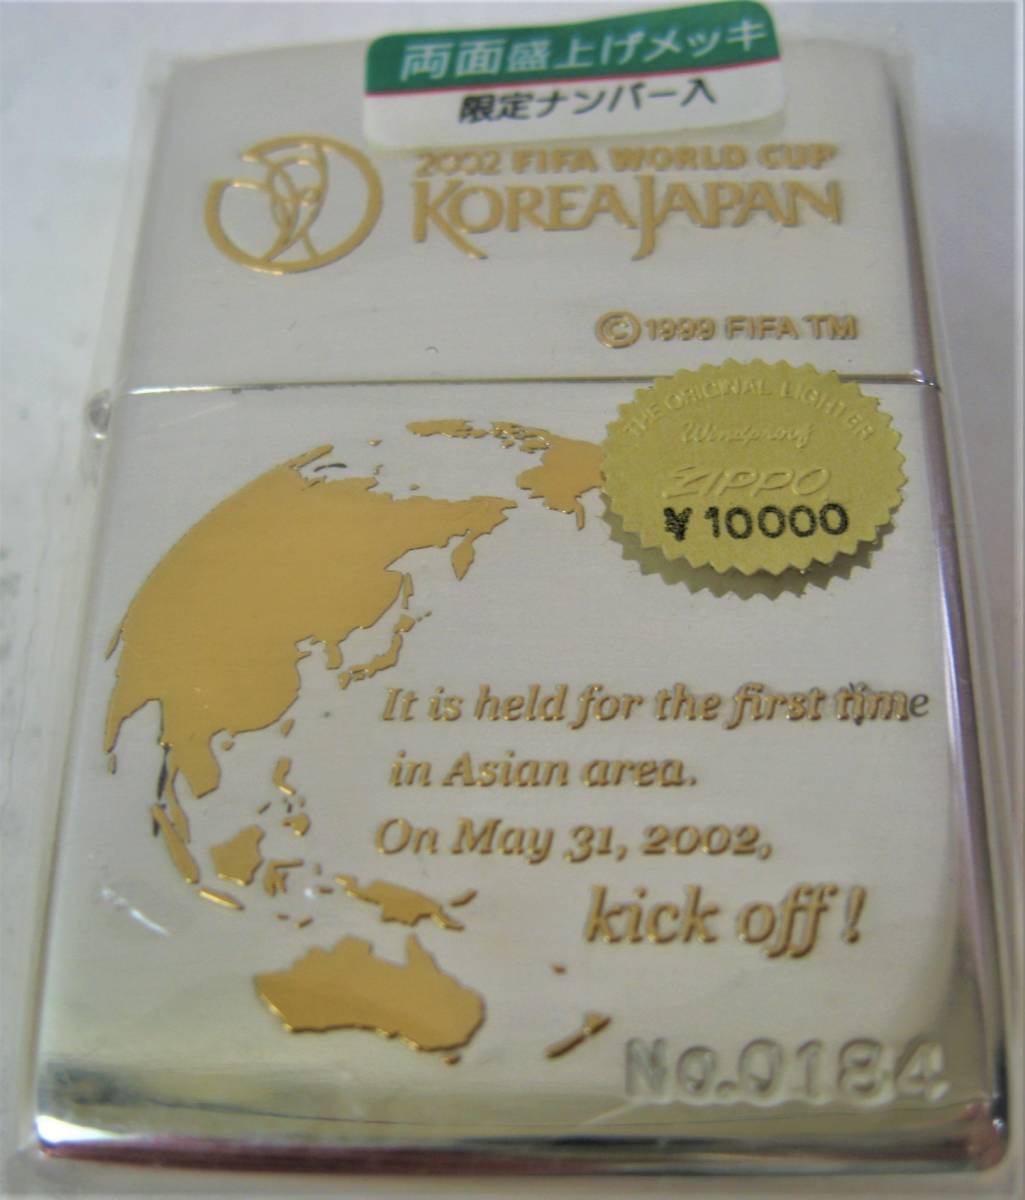 両面盛上げメッキ
限定ナンバー入
2002 FIFA WORLD CUP
KOREAJAPAN
©1999 FIFA TM
THE ORIGINAL LIGHTER
Windproof
ZIPPO
¥10000
It is held for the first time
in Asian area.
On May 31, 2002,
kick off!
No.0184